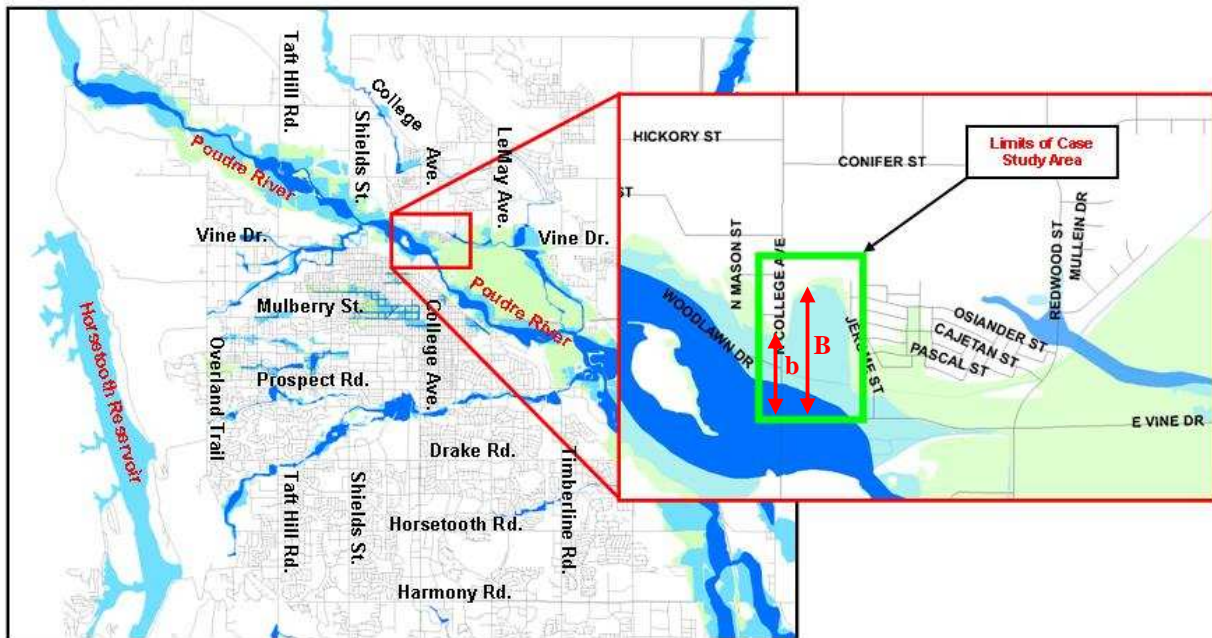 Taft Hill Rd.
College
Ave.
Shields St.
LeMay Ave.
Poudre River
Vine Dr.
Vine Dr.
Mulberry St.
Poudre River
College Ave.
Overland Trail
Prospect Rd.
Horsetooth Reservoir
Drake Rd.
Timberline Rd.
Taft Hill Rd.
Shields St.
Horsetooth Rd.
Harmony Rd.
HICKORY ST
CONIFER ST
Limits of Case
Study Area
ST
N MASON ST
COLLEGE AVE
REDWOOD ST
MULLEIN DR
WOODLAWN DR
B
b
JEROME ST
OSIANDER ST
CAJETAN ST
PASCAL ST
E VINE DR